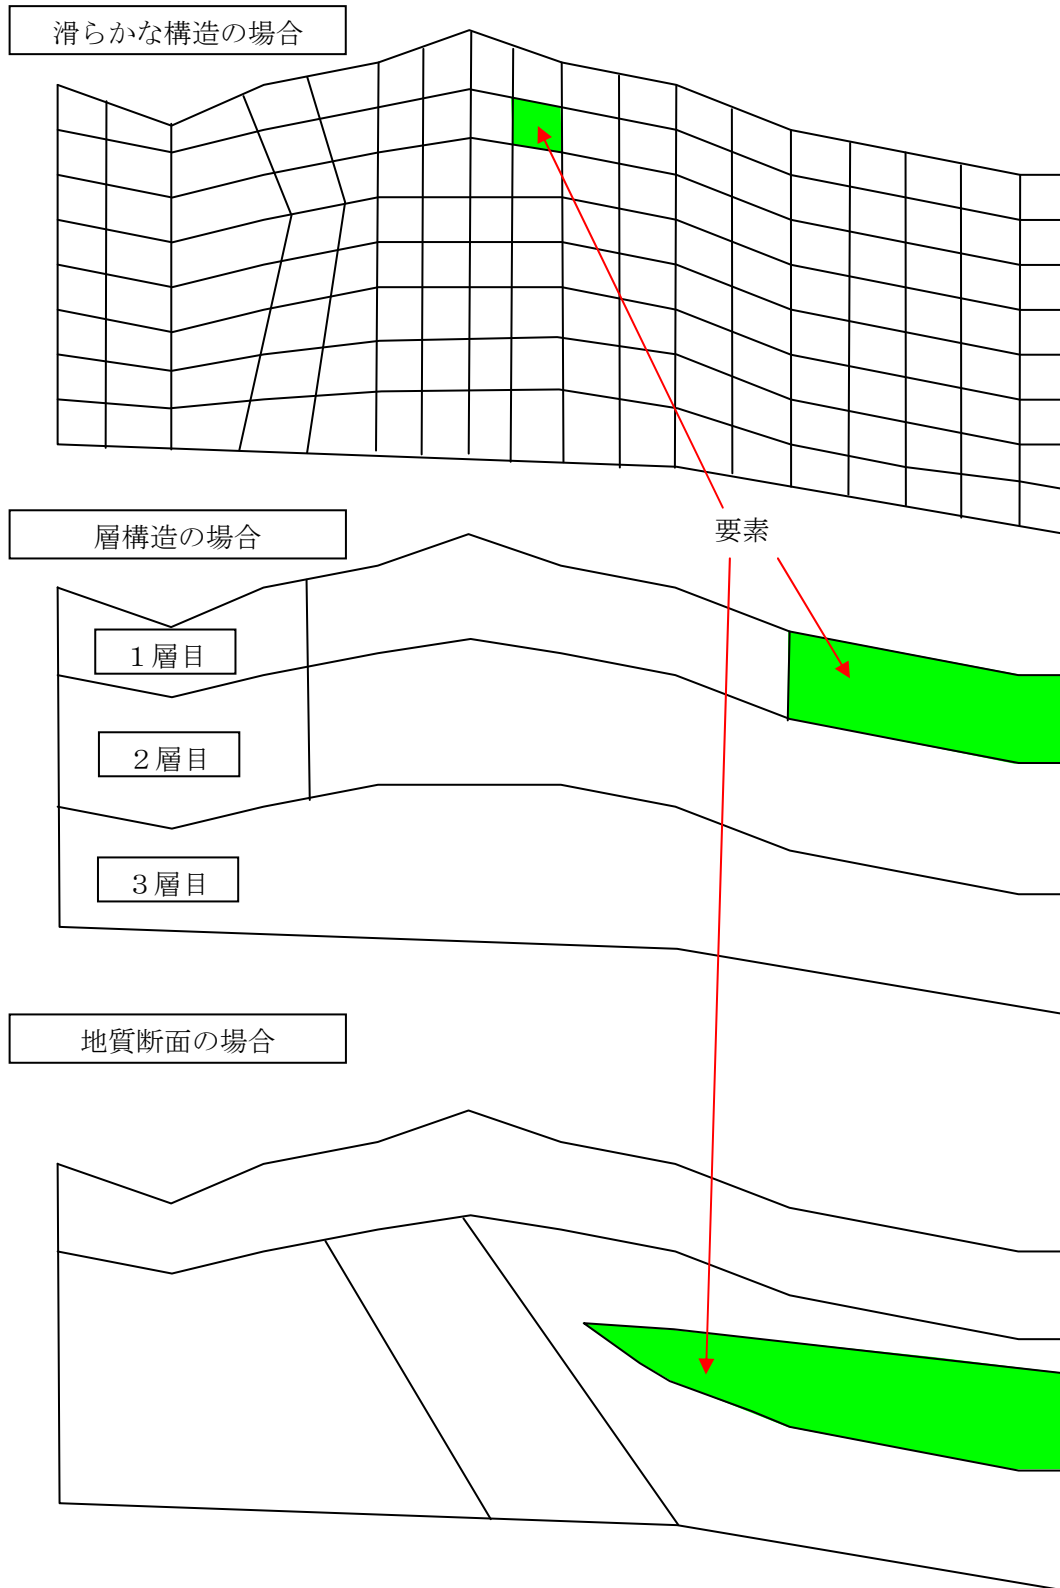 滑らかな構造の場合
層構造の場合
要素
１層目
２層目
３層目
地質断面の場合